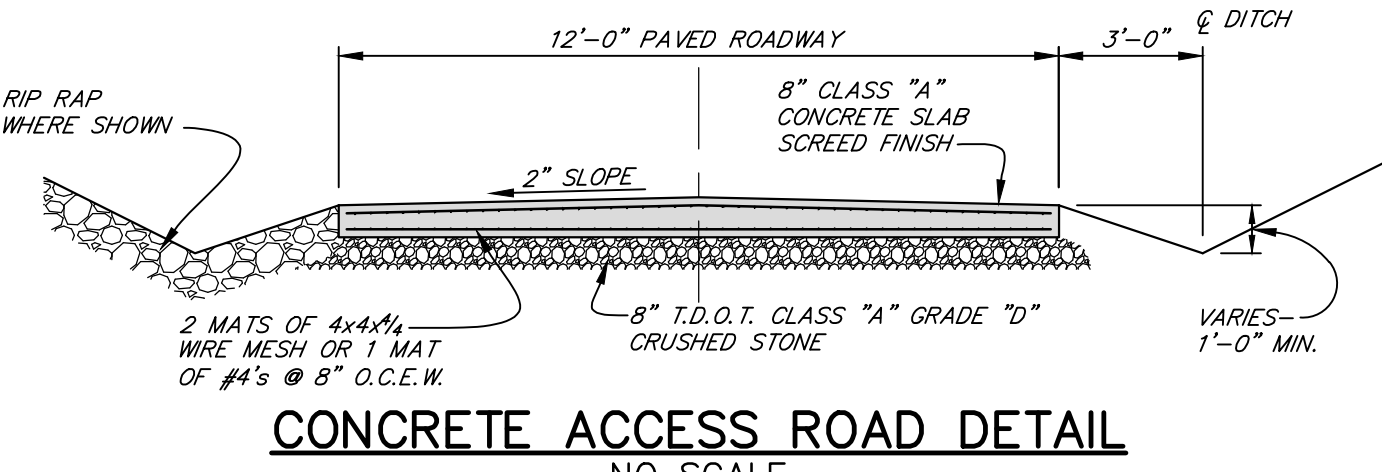 ℄ DITCH
12'-0" PAVED ROADWAY
3'-0"
RIP RAP
WHERE SHOWN
8" CLASS "A"
CONCRETE SLAB
SCREED FINISH
2" SLOPE
2 MATS OF 4x4x4/4
WIRE MESH OR 1 MAT
OF #4's @ 8" O.C.E.W.
8" T.D.O.T. CLASS "A" GRADE "D"
CRUSHED STONE
VARIES-
1'-0" MIN.
CONCRETE ACCESS ROAD DETAIL
NO SCALE